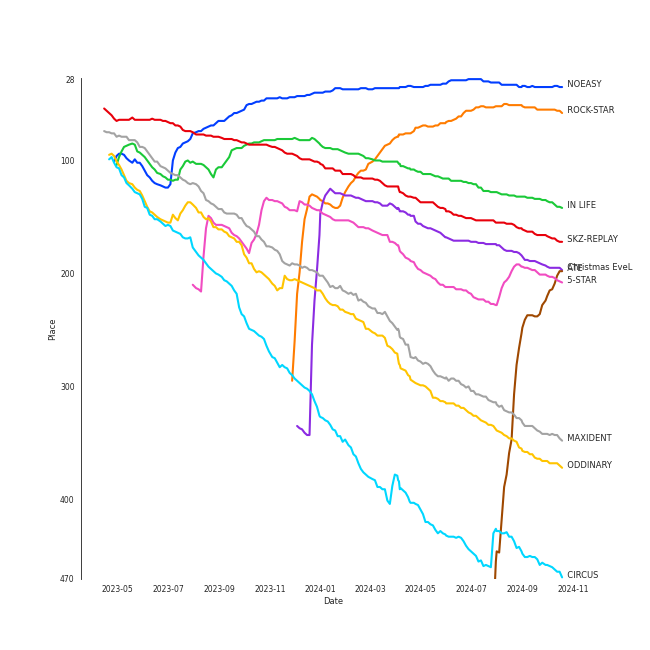 28
100
200
300
400
470
Place
2023-05
2023-07
2023-09
2023-11
2024-01
2024-03
2024-05
2024-07
2024-09
2024-11
Date
NOEASY
ROCK-STAR
IN LIFE
SKZ-REPLAY
Christmas EveL
ATE
5-STAR
MAXIDENT
ODDINARY
CIRCUS